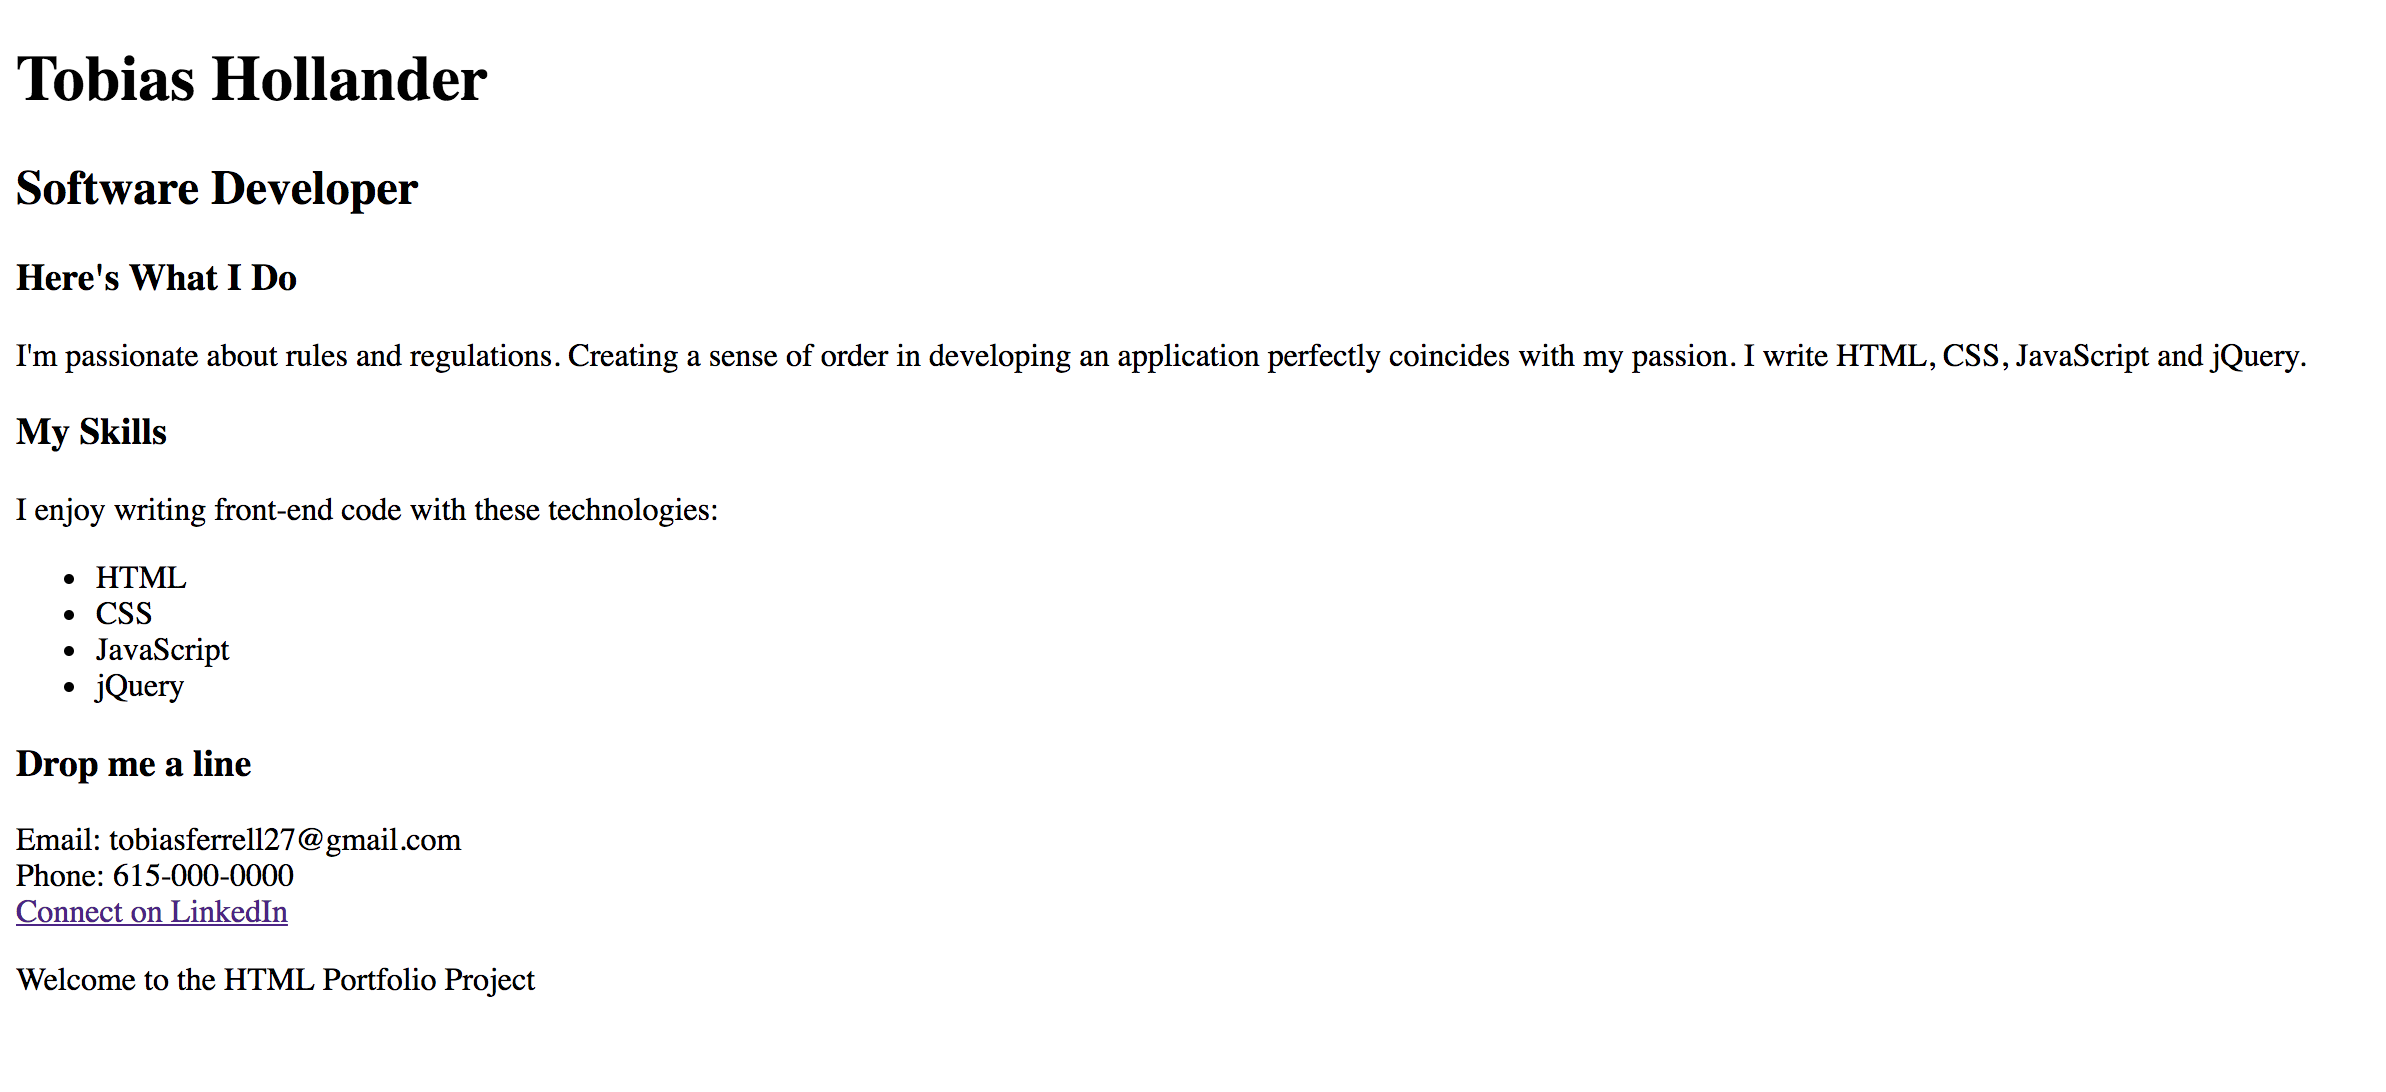 Tobias Hollander
Software Developer
Here's What I Do
I'm passionate about rules and regulations. Creating a sense of order in developing an application perfectly coincides with my passion. I write HTML, CSS, JavaScript and jQuery.
My Skills
I enjoy writing front-end code with these technologies:
• HTML
• CSS
• JavaScript
• jQuery
Drop me a line
Email: tobiasferrell27@gmail.com
Phone: 615-000-0000
Connect on LinkedIn
Welcome to the HTML Portfolio Project